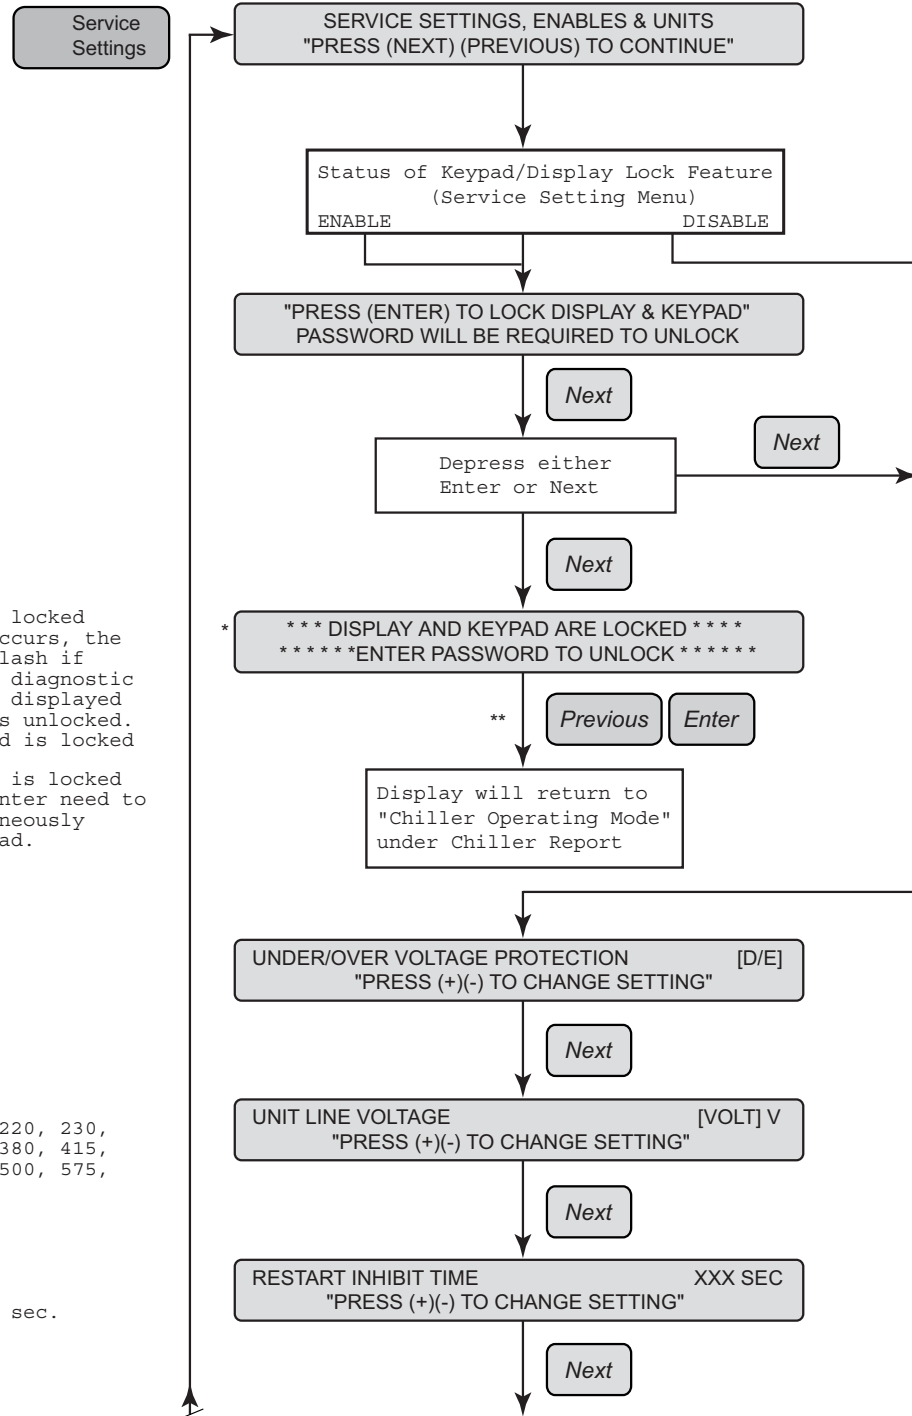 Service
Settings
SERVICE SETTINGS, ENABLES & UNITS
"PRESS (NEXT) (PREVIOUS) TO CONTINUE"
Status of Keypad/Display Lock Feature
(Service Setting Menu)
ENABLE DISABLE
"PRESS (ENTER) TO LOCK DISPLAY & KEYPAD"
PASSWORD WILL BE REQUIRED TO UNLOCK
Next
Next
Depress either
Enter or Next
Next
locked
ccurs, the
lash if
diagnostic
displayed
s unlocked.
d is locked
is locked
nter need to
neously
ad.
* * * * DISPLAY AND KEYPAD ARE LOCKED * * * *
* * * * * *ENTER PASSWORD TO UNLOCK * * * * * *
** Previous Enter
Display will return to
"Chiller Operating Mode"
under Chiller Report
UNDER/OVER VOLTAGE PROTECTION [D/E]
"PRESS (+)(-) TO CHANGE SETTING"
Next
220, 230,
380, 415,
500, 575,
UNIT LINE VOLTAGE [VOLT] V
"PRESS (+)(-) TO CHANGE SETTING"
Next
RESTART INHIBIT TIME XXX SEC
"PRESS (+)(-) TO CHANGE SETTING"
sec.
Next